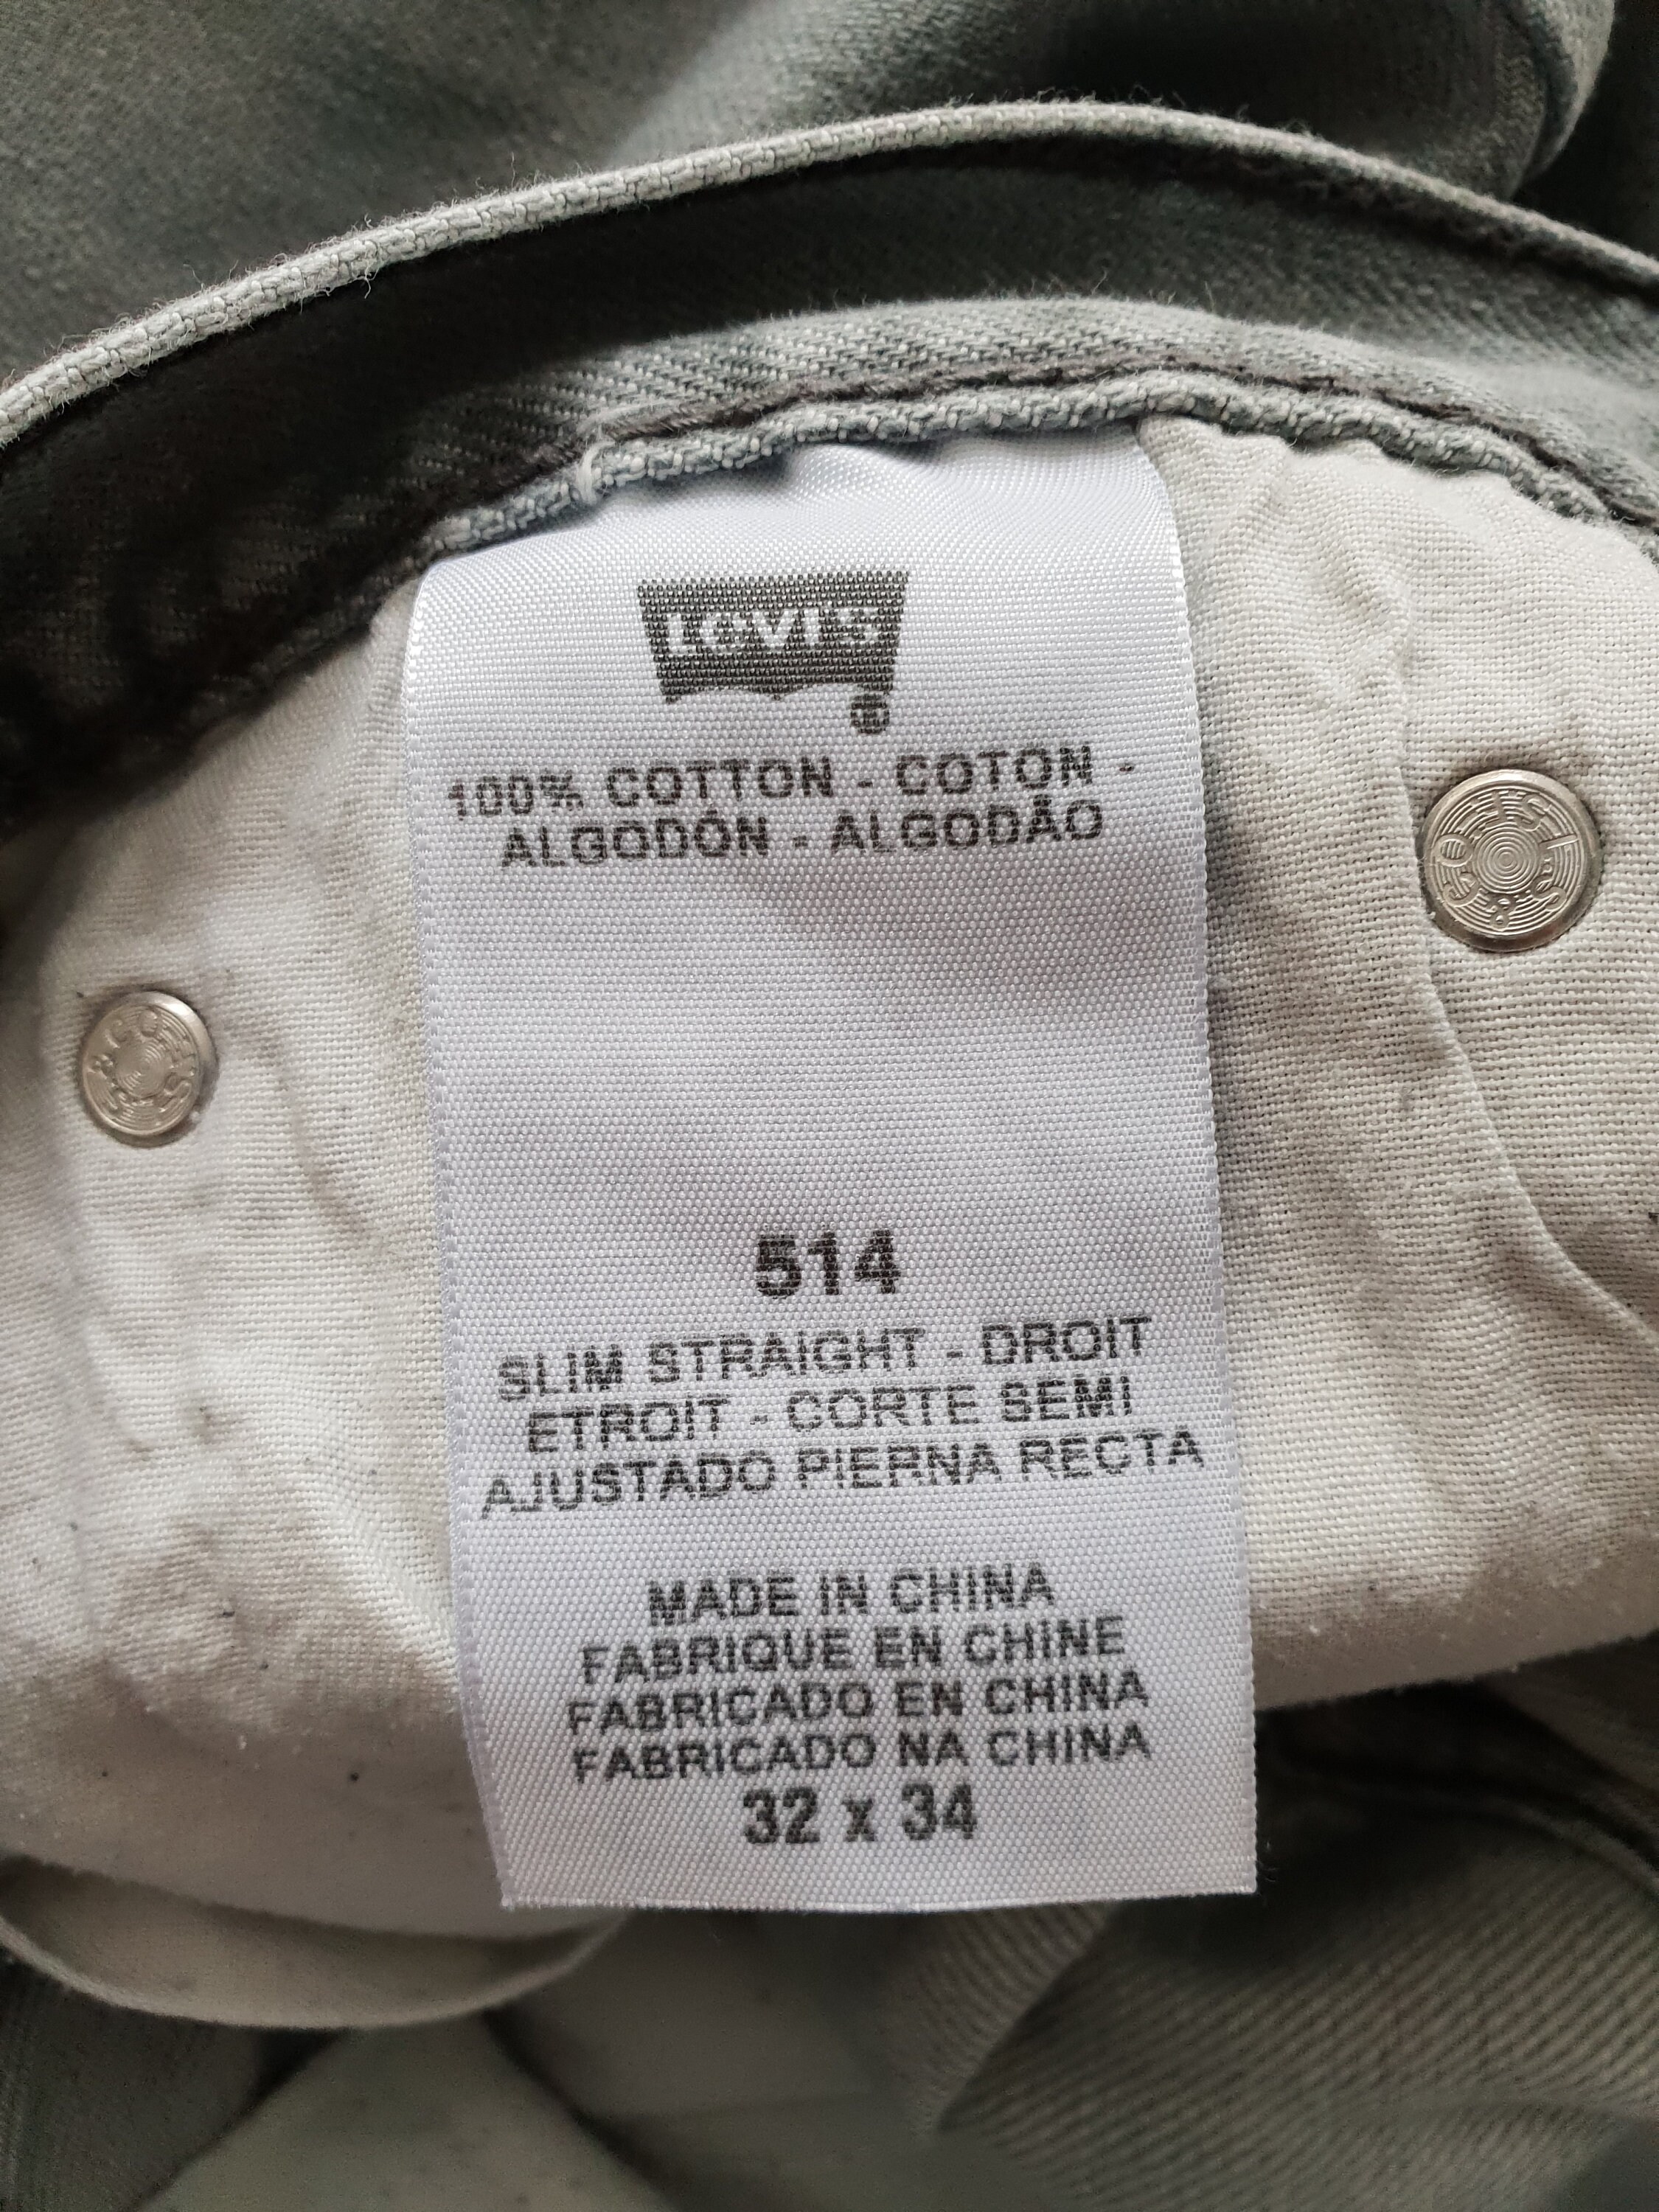 LEVI'S
®
100% COTTON - COTON -
ALGODÓN - ALGODÃO
514
SLIM STRAIGHT - DROIT
ETROIT - CORTE SEMI
AJUSTADO PIERNA RECTA
MADE IN CHINA
FABRIQUE EN CHINE
FABRICADO EN CHINA
FABRICADO NA CHINA
32 x 34